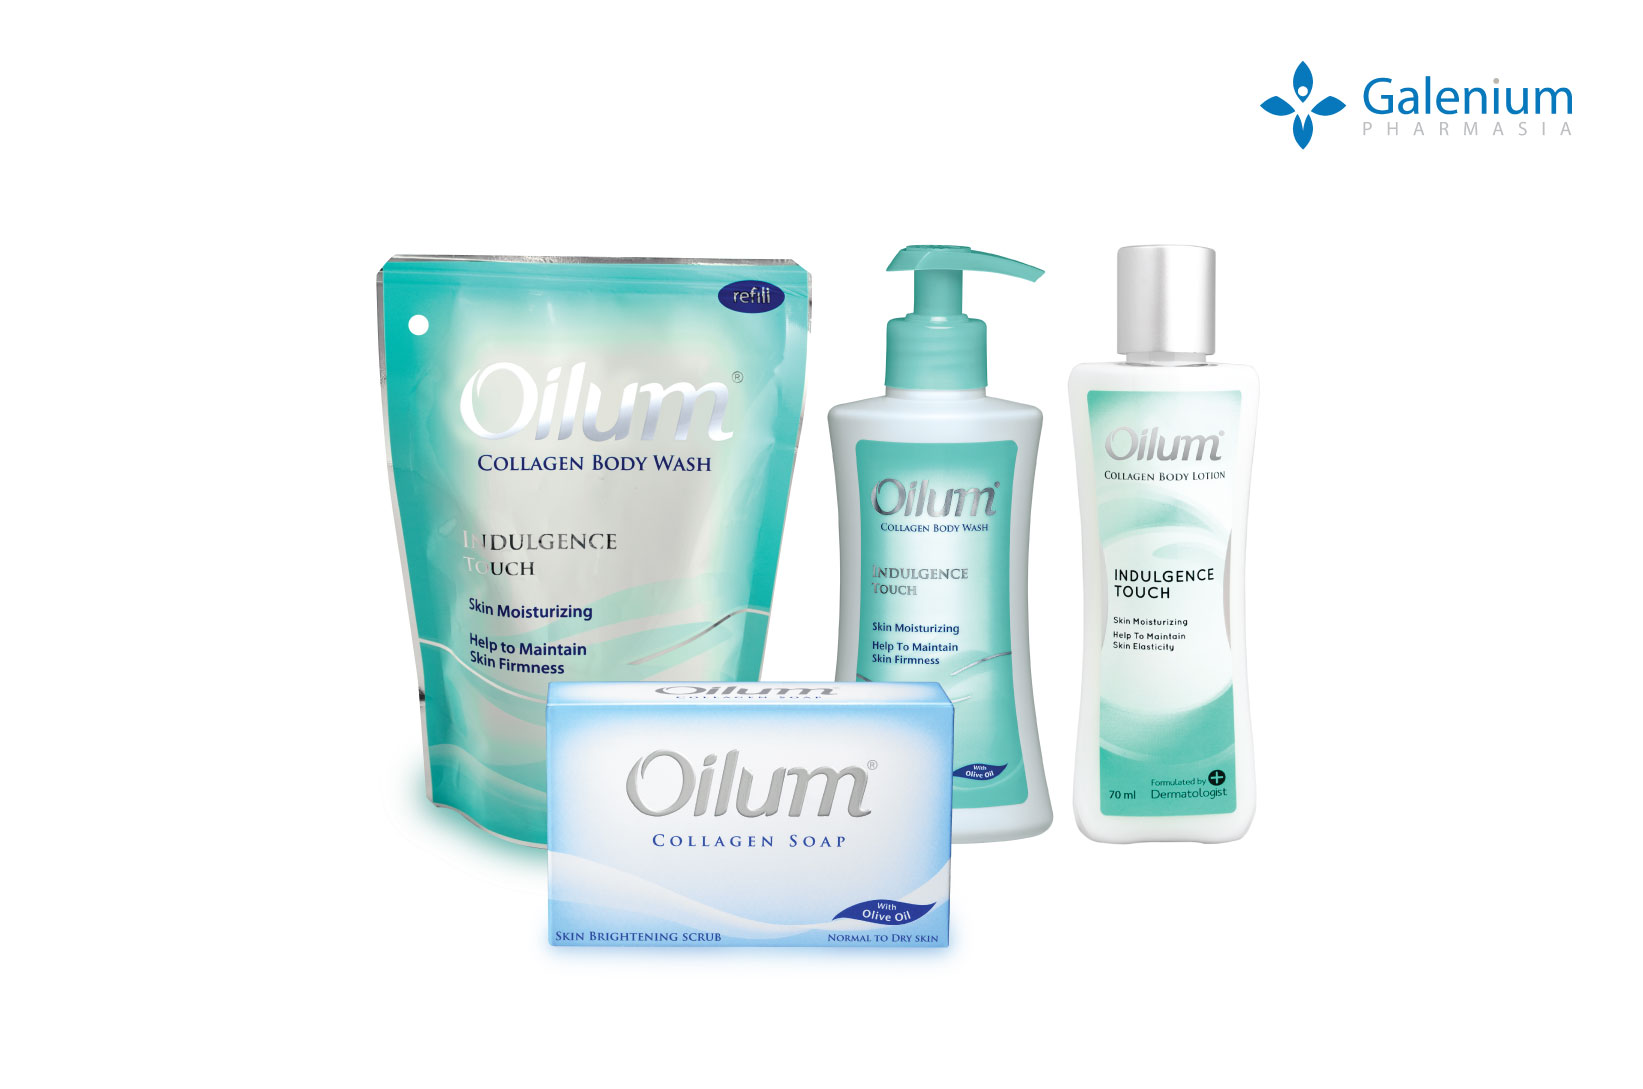 Galenium
PHARMASIA
refill
Oilum®
COLLAGEN BODY WASH
INDULGENCE
TOUCH
Skin Moisturizing
Help to Maintain
Skin Firmness
Oilum®
COLLAGEN BODY WASH
INDULGENCE
TOUCH
Skin Moisturizing
Help To Maintain
Skin Firmness
With
Olive Oil
Oilum®
COLLAGEN BODY LOTION
INDULGENCE
TOUCH
Skin Moisturizing
Help To Maintain
Skin Elasticity
Formulated by
70 ml Dermatologist
Oilum
COLLAGEN SOAP
Oilum®
COLLAGEN SOAP
With
Olive Oil
SKIN BRIGHTENING SCRUB
NORMAL TO DRY SKIN